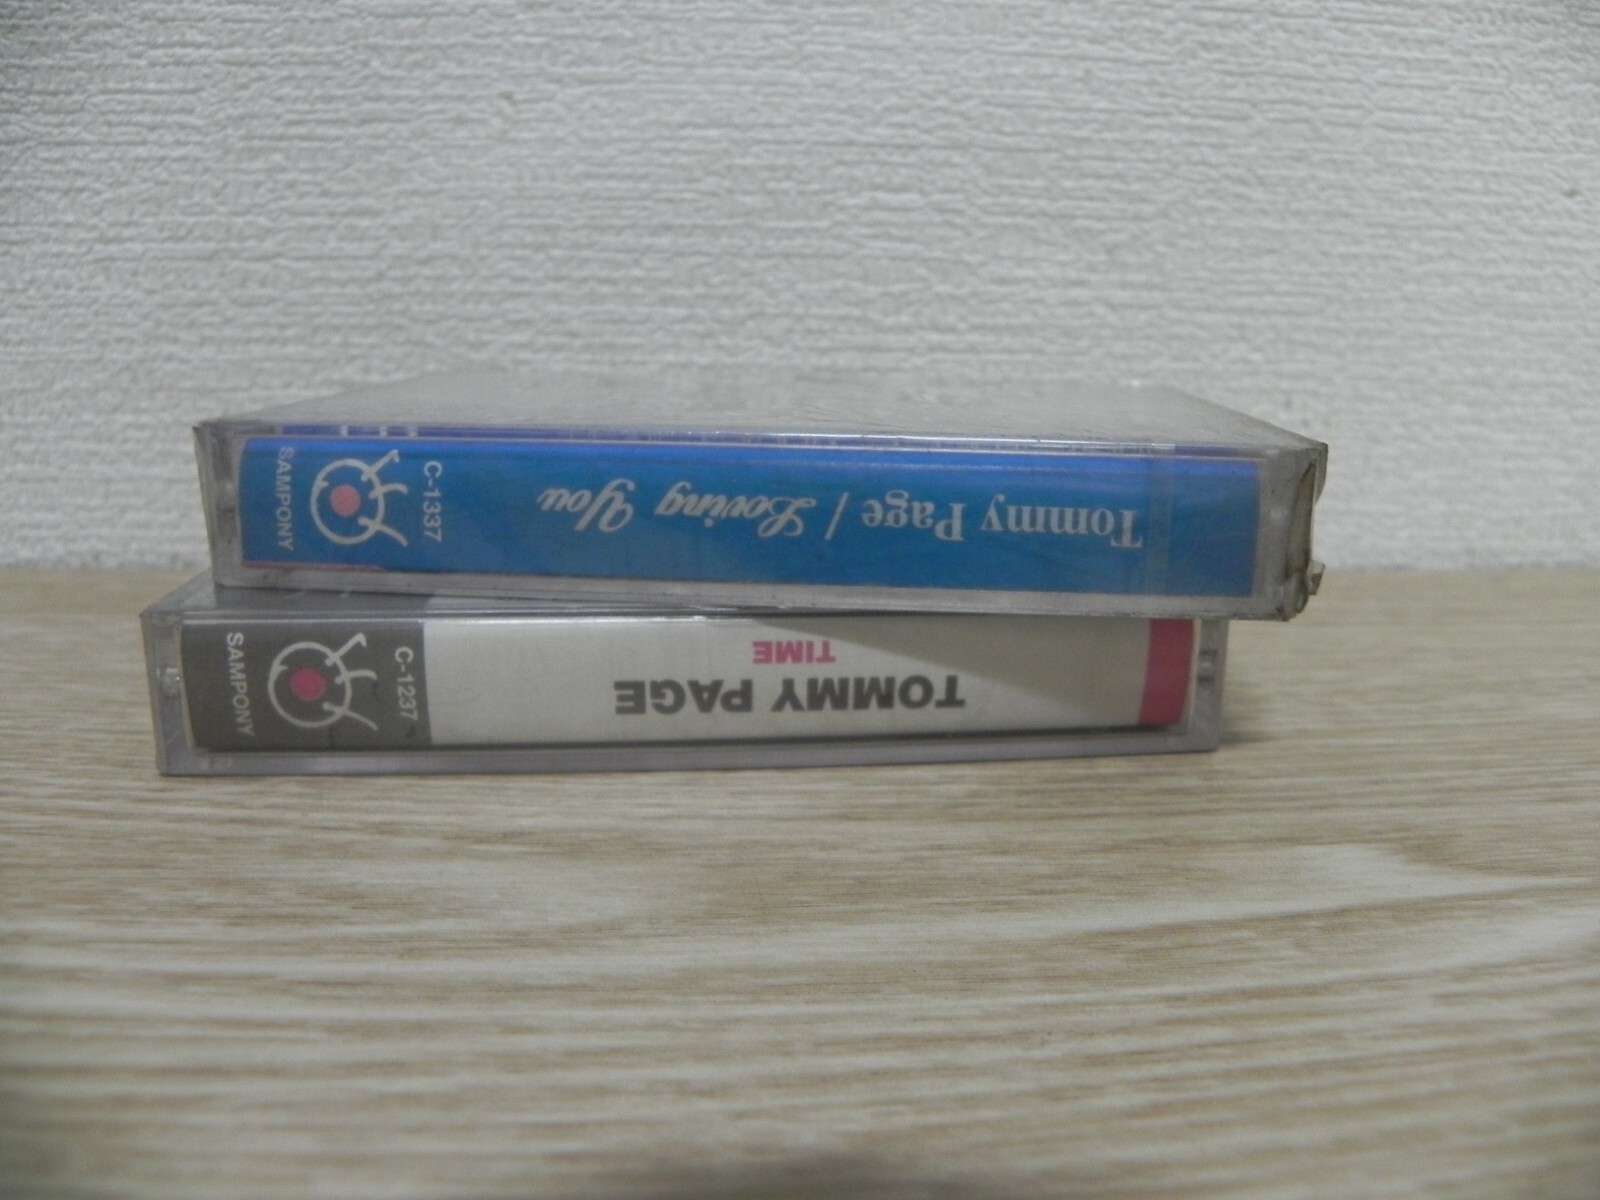 Tommy Page / Loving You
C-1337
SAMPONY
TOMMY PAGE
TIME
C-1237
SAMPONY